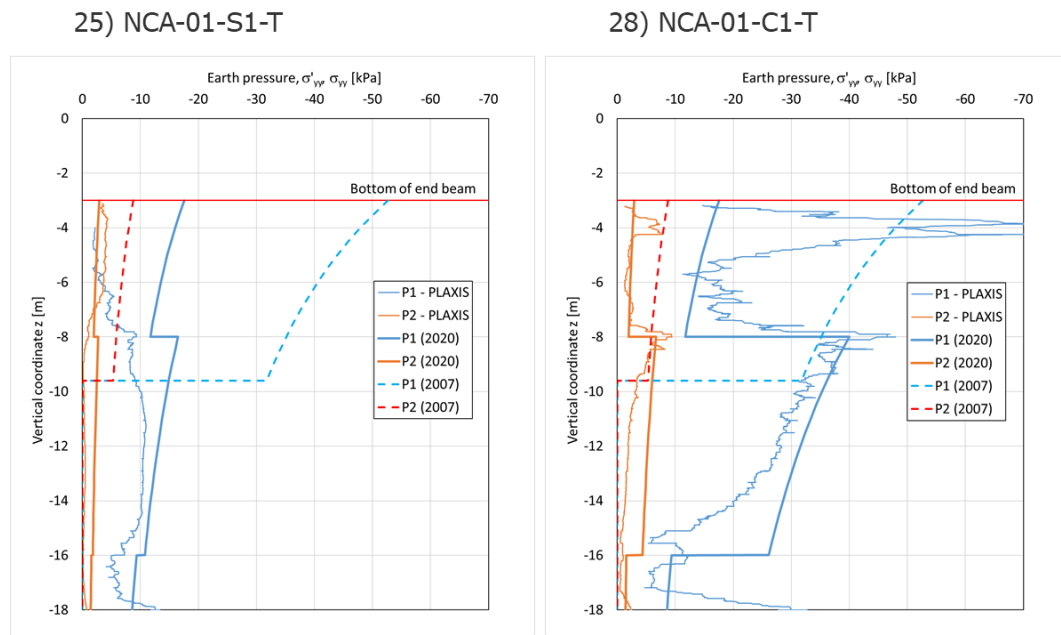 25) NCA-01-S1-T
28) NCA-01-C1-T
Earth pressure, σ'yy, σyy [kPa]
0 -10 -20 -30 -40 -50 -60 -70
0
-2
-4
-6
-8
-10
-12
-14
-16
-18
Vertical coordinate z [m]
Bottom of end beam
P1 - PLAXIS
P2 - PLAXIS
P1 (2020)
P2 (2020)
P1 (2007)
P2 (2007)
Earth pressure, σ'yy, σyy [kPa]
0 -10 -20 -30 -40 -50 -60 -70
0
-2
-4
-6
-8
-10
-12
-14
-16
-18
Vertical coordinate z [m]
Bottom of end beam
P1 - PLAXIS
P2 - PLAXIS
P1 (2020)
P2 (2020)
P1 (2007)
P2 (2007)